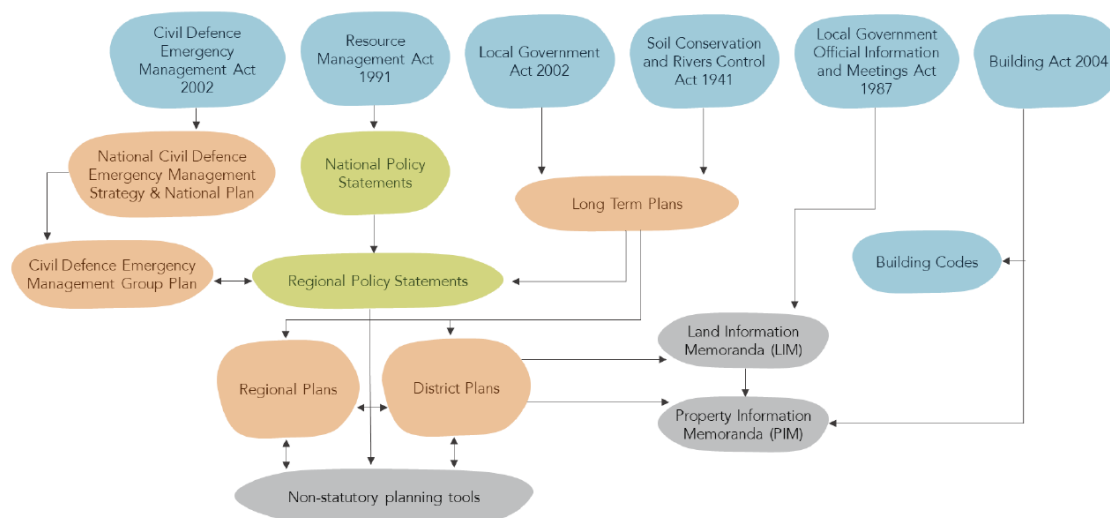 Civil Defence
Emergency
Management Act
2002
Resource
Management Act
1991
Local Government
Act 2002
Soil Conservation
and Rivers Control
Act 1941
Local Government
Official Information
and Meetings Act
1987
Building Act 2004
National Civil Defence
Emergency Management
Strategy & National Plan
National Policy
Statements
Long Term Plans
Civil Defence Emergency
Management Group Plan
Regional Policy Statements
Building Codes
Land Information
Memoranda (LIM)
Regional Plans
District Plans
Property Information
Memoranda (PIM)
Non-statutory planning tools